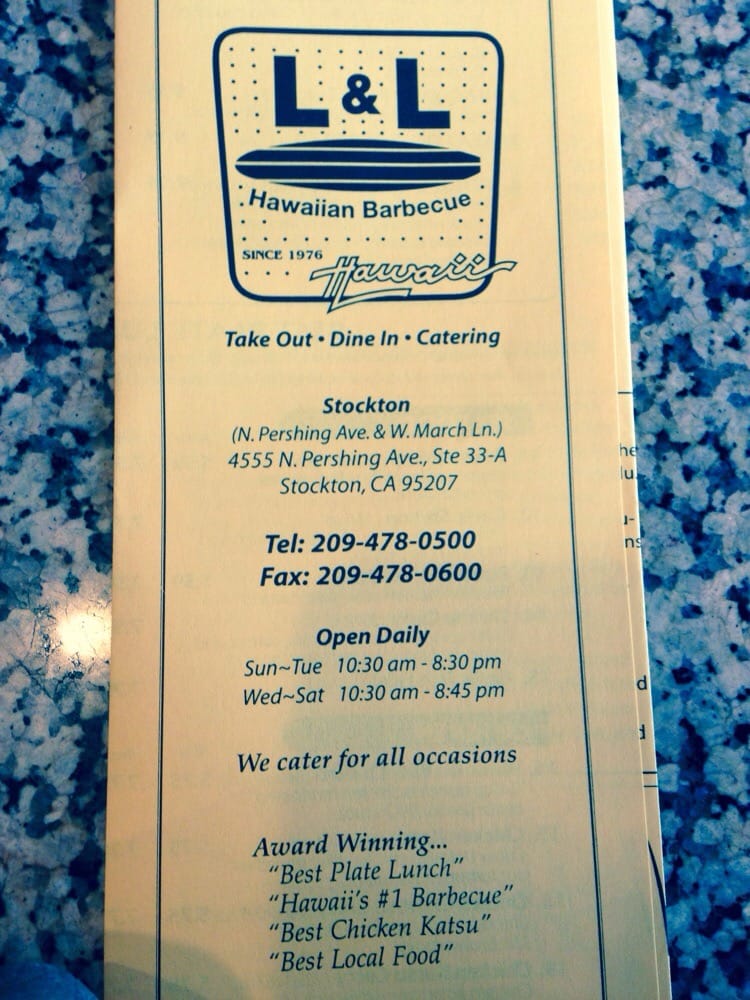 L & L
Hawaiian Barbecue
SINCE 1976
Hawaii
Take Out • Dine In • Catering
Stockton
(N. Pershing Ave. & W. March Ln.)
4555 N. Pershing Ave., Ste 33-A
Stockton, CA 95207
Tel: 209-478-0500
Fax: 209-478-0600
Open Daily
Sun~Tue 10:30 am - 8:30 pm
Wed~Sat 10:30 am - 8:45 pm
We cater for all occasions
Award Winning...
"Best Plate Lunch"
"Hawaii's #1 Barbecue"
"Best Chicken Katsu"
"Best Local Food"